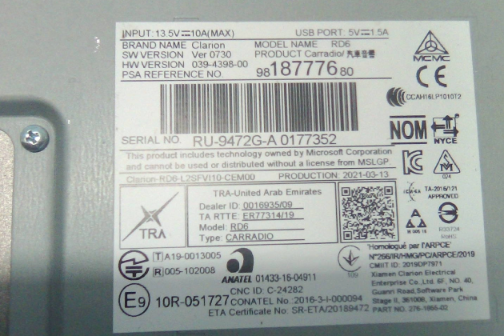 INPUT: 13.5V⎓10A(MAX) USB PORT: 5V⎓1.5A
BRAND NAME Clarion MODEL NAME RD6
SW VERSION Ver 0730 PRODUCT Carradio/
HW VERSION 039-4398-00
PSA REFERENCE NO 98187776 80
MCMC
CE
CCAH16LP1010T2
SERIAL NO. RU-9472G-A 0177352
NOM
NYCE
This product includes technology owned by Microsoft Corporation
and cannot be used or distributed without a license from MSLGP.
Clarion-RD6-L2SFVI10-CEM00 PRODUCTION 2021-03-13
TRA-United Arab Emirates
Dealer ID: 0016935/09
TA RTTE: ER77314/19
Model: RD6
Type: CARRADIO
TRA
024
TA-2016/121
APPROVED
T A19-0013005
R 005-102008
ANATEL 01433-16-04911
CNC ID: C-24282
E9 10R-051727 CONATEL No. 2016-3-I-000094
ETA Certificate No: SR-ETA/20189472
Homologué par l'ARPCE
N°256/IR/HMG/PC/ARPCE/2019
CMIIT ID: 2019DP7971
Xiamen Clarion Electrical
Enterprise Co.,Ltd 6F, NO. 40,
Guanri Road,Software Park
Stage II, 361008, Xiamen, China